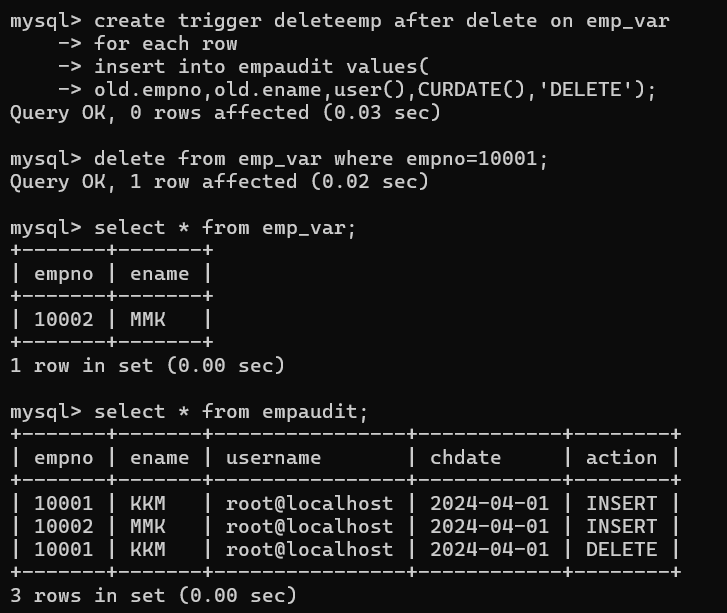 mysql> create trigger deleteemp after delete on emp_var
    -> for each row
    -> insert into empaudit values(
    -> old.empno,old.ename,user(),CURDATE(),'DELETE');
Query OK, 0 rows affected (0.03 sec)

mysql> delete from emp_var where empno=10001;
Query OK, 1 row affected (0.02 sec)

mysql> select * from emp_var;
+-------+-------+
| empno | ename |
+-------+-------+
| 10002 | MMK   |
+-------+-------+
1 row in set (0.00 sec)

mysql> select * from empaudit;
+-------+-------+----------------+------------+--------+
| empno | ename | username       | chdate     | action |
+-------+-------+----------------+------------+--------+
| 10001 | KKM   | root@localhost | 2024-04-01 | INSERT |
| 10002 | MMK   | root@localhost | 2024-04-01 | INSERT |
| 10001 | KKM   | root@localhost | 2024-04-01 | DELETE |
+-------+-------+----------------+------------+--------+
3 rows in set (0.00 sec)